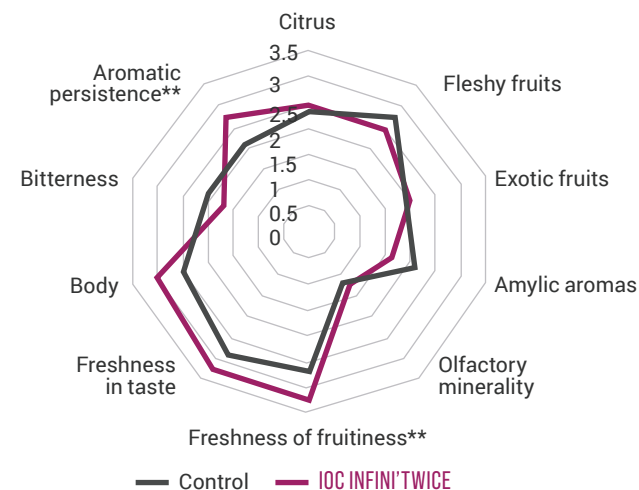 Citrus
3.5
3
2.5
2
1.5
1
0.5
0
Fleshy fruits
Exotic fruits
Amylic aromas
Olfactory
minerality
Freshness of fruitiness**
Freshness
in taste
Body
Bitterness
Aromatic
persistence**
Control
IOC INFINI'TWICE